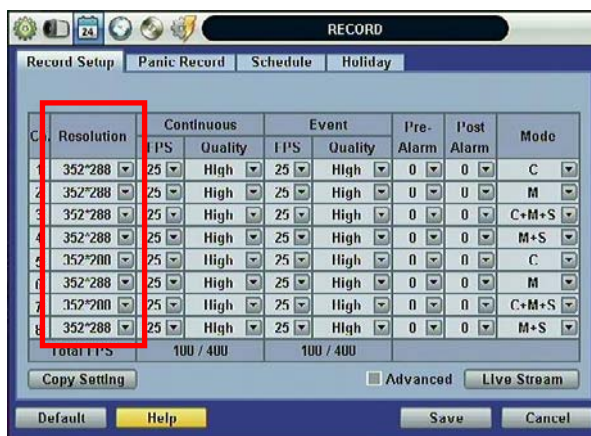 24
RECORD
Record Setup Panic Record Schedule Holiday
Ch. Resolution Continuous Event Pre-Alarm Post Alarm Mode
FPS Quality FPS Quality
1 352*288 25 High 25 High 0 0 C
2 352*288 25 High 25 High 0 0 M
3 352*288 25 High 25 High 0 0 C+M+S
4 352*288 25 High 25 High 0 0 M+S
5 352*288 25 High 25 High 0 0 C
6 352*288 25 High 25 High 0 0 M
7 352*288 25 High 25 High 0 0 C+M+S
8 352*288 25 High 25 High 0 0 M+S
Total FPS 100 / 400 100 / 400
Copy Setting Advanced Live Stream
Default Help Save Cancel